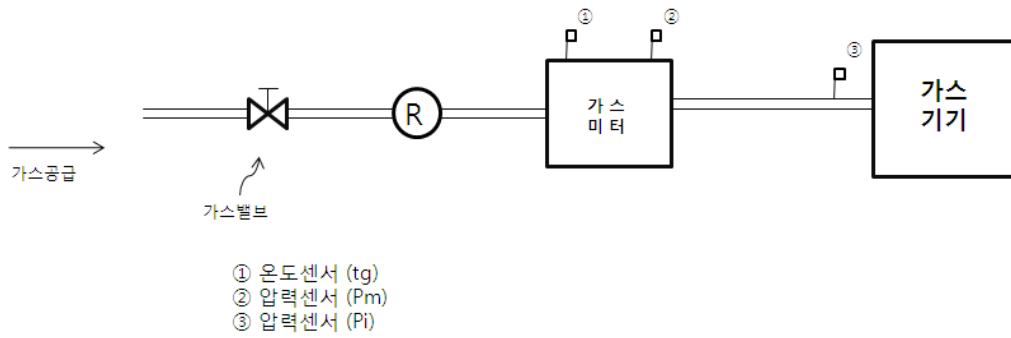 ①
②
③
가스
기기
가 스
미 터
R
가스공급
가스밸브
① 온도센서 (tg)
② 압력센서 (Pm)
③ 압력센서 (Pi)